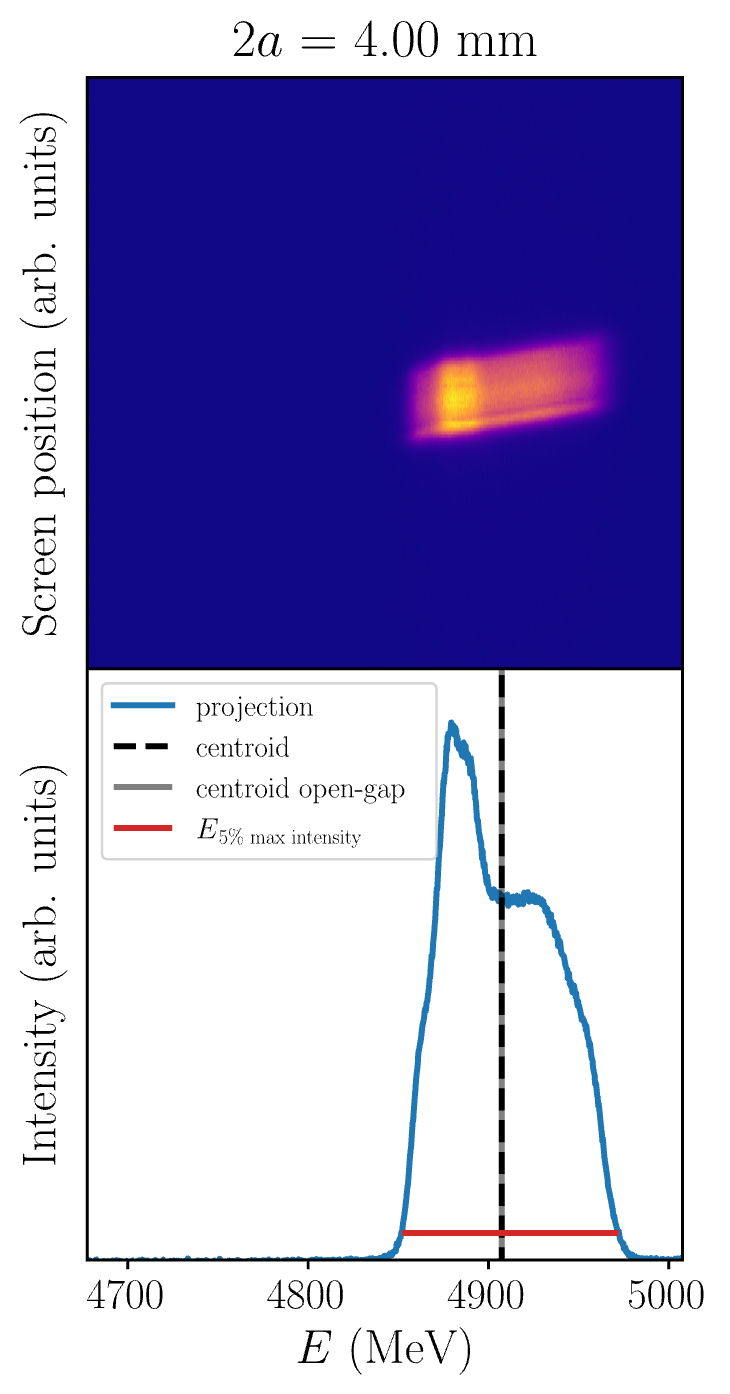 2a = 4.00 mm
Screen position (arb. units)
projection
centroid
centroid open-gap
E5% max intensity
Intensity (arb. units)
4700 4800 4900 5000
E (MeV)